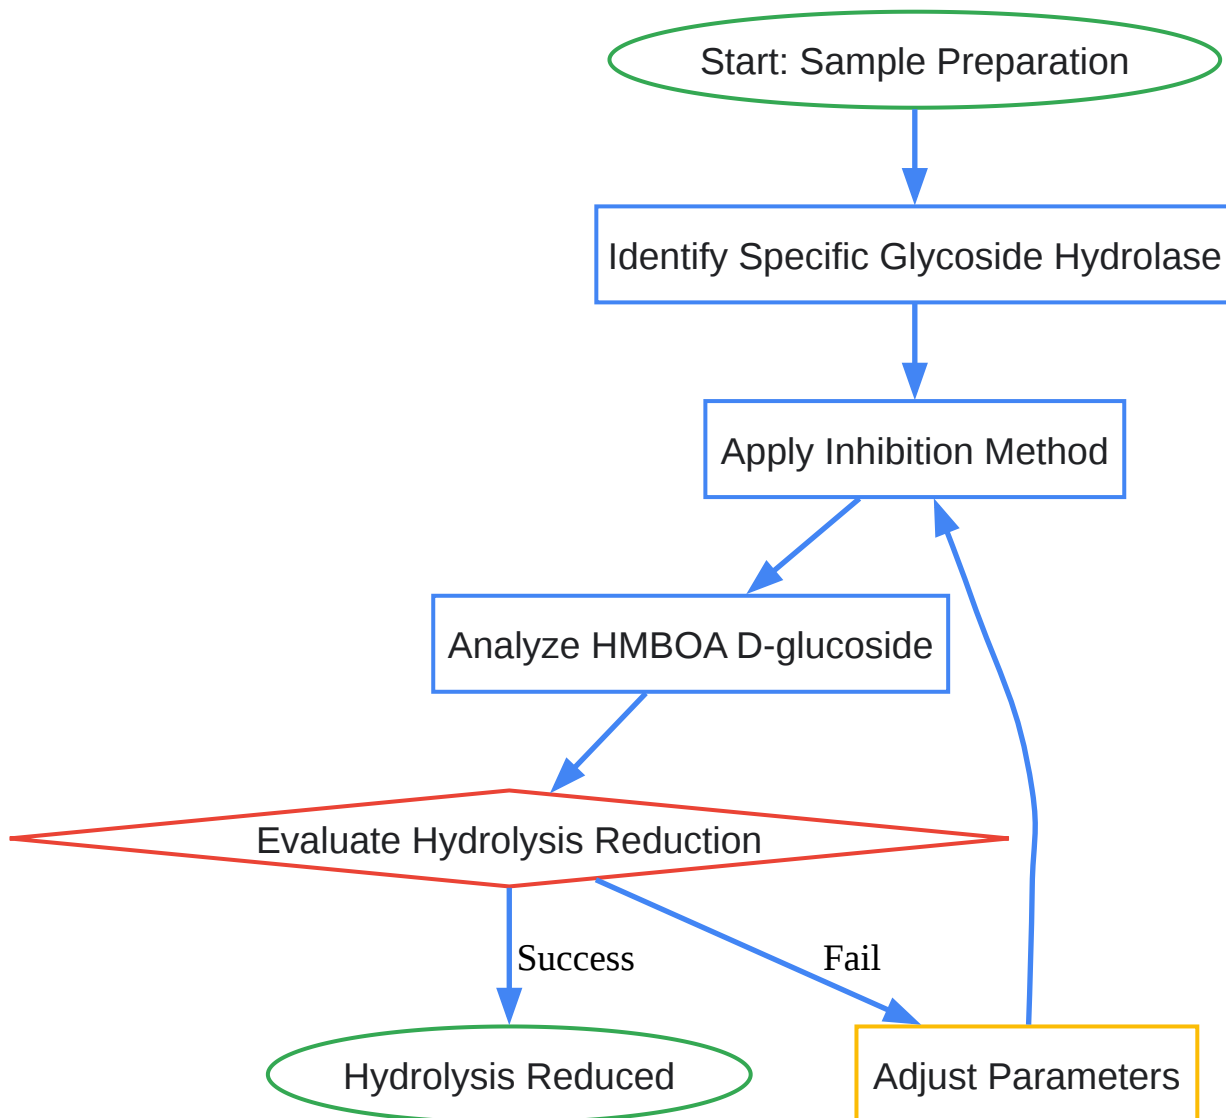 Start: Sample Preparation
Identify Specific Glycoside Hydrolase
Apply Inhibition Method
Analyze HMBOA D-glucoside
Evaluate Hydrolysis Reduction
Success
Fail
Hydrolysis Reduced
Adjust Parameters